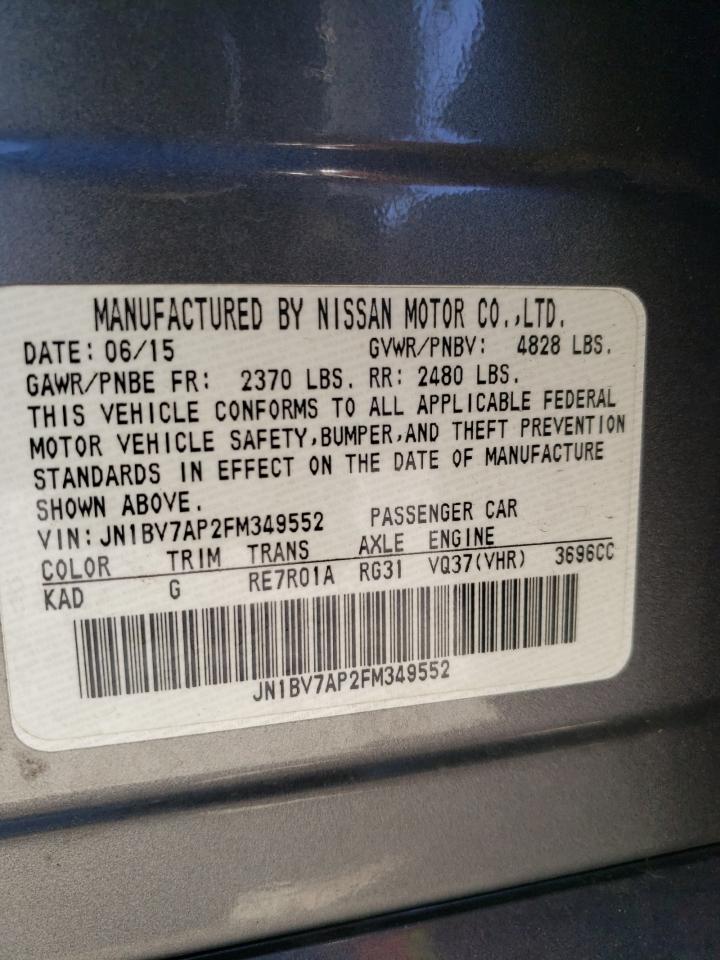 MANUFACTURED BY NISSAN MOTOR CO.,LTD.
DATE: 06/15 GVWR/PNBV: 4828 LBS.
GAWR/PNBE FR: 2370 LBS. RR: 2480 LBS.
THIS VEHICLE CONFORMS TO ALL APPLICABLE FEDERAL
MOTOR VEHICLE SAFETY,BUMPER,AND THEFT PREVENTION
STANDARDS IN EFFECT ON THE DATE OF MANUFACTURE
SHOWN ABOVE.
VIN: JN1BV7AP2FM349552 PASSENGER CAR
COLOR TRIM TRANS AXLE ENGINE
KAD G RE7R01A RG31 VQ37(VHR) 3696CC
JN1BV7AP2FM349552